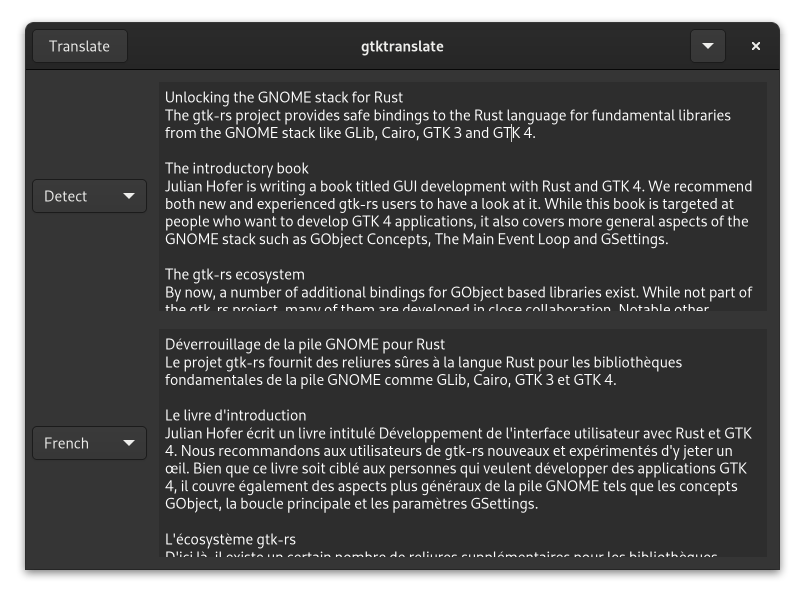 Translate
gtktranslate
Detect
Unlocking the GNOME stack for Rust
The gtk-rs project provides safe bindings to the Rust language for fundamental libraries
from the GNOME stack like GLib, Cairo, GTK 3 and GTK 4.
The introductory book
Julian Hofer is writing a book titled GUI development with Rust and GTK 4. We recommend
both new and experienced gtk-rs users to have a look at it. While this book is targeted at
people who want to develop GTK 4 applications, it also covers more general aspects of the
GNOME stack such as GObject Concepts, The Main Event Loop and GSettings.
The gtk-rs ecosystem
By now, a number of additional bindings for GObject based libraries exist. While not part of
the gtk-rs project, many of them are developed in close collaboration. Notable other
French
Déverrouillage de la pile GNOME pour Rust
Le projet gtk-rs fournit des reliures sûres à la langue Rust pour les bibliothèques
fondamentales de la pile GNOME comme GLib, Cairo, GTK 3 et GTK 4.
Le livre d'introduction
Julian Hofer écrit un livre intitulé Développement de l'interface utilisateur avec Rust et GTK
4. Nous recommandons aux utilisateurs de gtk-rs nouveaux et expérimentés d'y jeter un
œil. Bien que ce livre soit ciblé aux personnes qui veulent développer des applications GTK
4, il couvre également des aspects plus généraux de la pile GNOME tels que les concepts
GObject, la boucle principale et les paramètres GSettings.
L'écosystème gtk-rs
D'ici là, il existe un certain nombre de reliures supplémentaires pour les bibliothèques